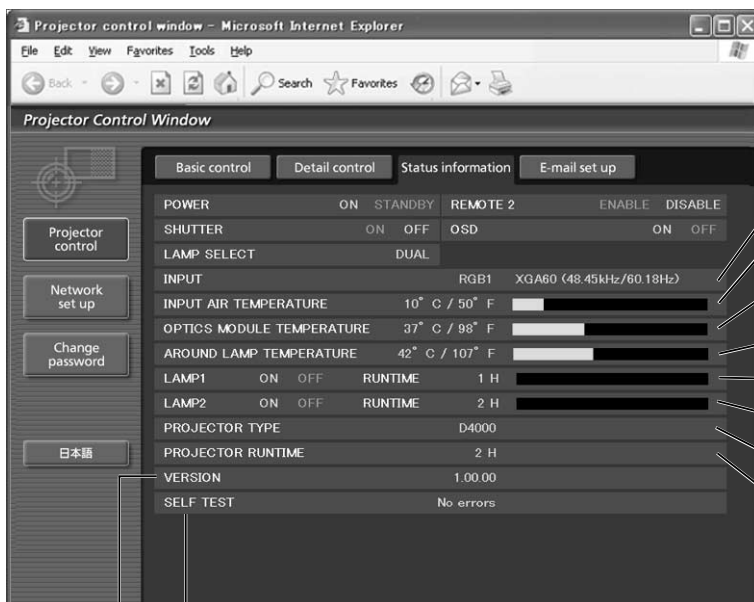 Projector control window - Microsoft Internet Explorer
File Edit View Favorites Tools Help
Back Search Favorites
Projector Control Window
Basic control Detail control Status information E-mail set up
Projector control
Network set up
Change password
日本語
POWER ON STANDBY REMOTE 2 ENABLE DISABLE
SHUTTER ON OFF OSD ON OFF
LAMP SELECT DUAL
INPUT RGB1 XGA60 (48.45kHz/60.18Hz)
INPUT AIR TEMPERATURE 10° C / 50° F
OPTICS MODULE TEMPERATURE 37° C / 98° F
AROUND LAMP TEMPERATURE 42° C / 107° F
LAMP1 ON OFF RUNTIME 1 H
LAMP2 ON OFF RUNTIME 2 H
PROJECTOR TYPE D4000
PROJECTOR RUNTIME 2 H
VERSION 1.00.00
SELF TEST No errors